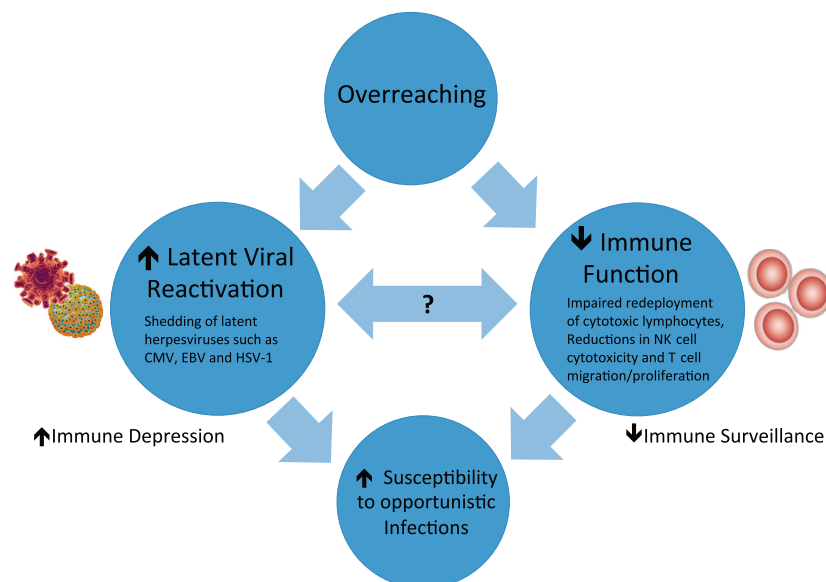 Overreaching
↑ Latent Viral
Reactivation
Shedding of latent
herpesviruses such as
CMV, EBV and HSV-1
?
↓ Immune
Function
Impaired redeployment
of cytotoxic lymphocytes,
Reductions in NK cell
cytotoxicity and T cell
migration/proliferation
↑Immune Depression
↓Immune Surveillance
↑ Susceptibility
to opportunistic
Infections